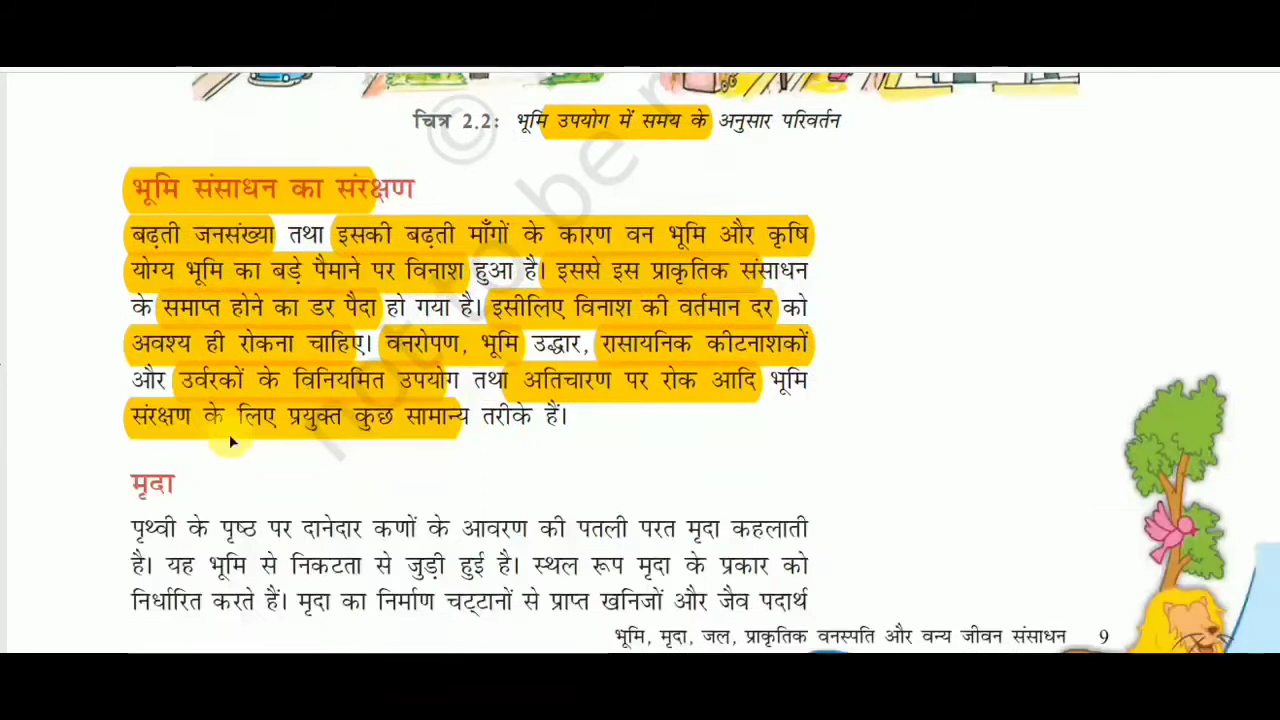 चित्र 2.2: भूमि उपयोग में समय के अनुसार परिवर्तन
भूमि संसाधन का संरक्षण
बढ़ती जनसंख्या तथा इसकी बढ़ती माँगों के कारण वन भूमि और कृषि
योग्य भूमि का बड़े पैमाने पर विनाश हुआ है। इससे इस प्राकृतिक संसाधन
के समाप्त होने का डर पैदा हो गया है। इसीलिए विनाश की वर्तमान दर को
अवश्य ही रोकना चाहिए। वनरोपण, भूमि उद्धार, रासायनिक कीटनाशकों
और उर्वरकों के विनियमित उपयोग तथा अतिचारण पर रोक आदि भूमि
संरक्षण के लिए प्रयुक्त कुछ सामान्य तरीके हैं।
मृदा
पृथ्वी के पृष्ठ पर दानेदार कणों के आवरण की पतली परत मृदा कहलाती
है। यह भूमि से निकटता से जुड़ी हुई है। स्थल रूप मृदा के प्रकार को
निर्धारित करते हैं। मृदा का निर्माण चट्टानों से प्राप्त खनिजों और जैव पदार्थ
भूमि, मृदा, जल, प्राकृतिक वनस्पति और वन्य जीवन संसाधन 9
© not to be r